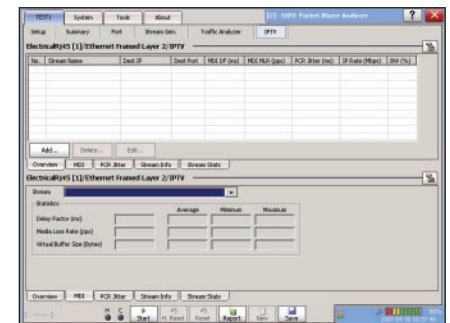 TEST1 System Tools About [2] - EXFO Packet Blazer Analyzer ? X
Setup Summary Port Stream Gen. Traffic Analyzer IPTV
ElectricalRj45 [1]/Ethernet Framed Layer 2/IPTV
No. Stream Name Dest IP Dest Port MDI DF (ms) MDI MLR (pps) PCR Jitter (ms) IP Rate (Mbps) BW (%)
Add... Delete... Edit...
Overview MDI PCR Jitter Stream Info Stream Stats
ElectricalRj45 [1]/Ethernet Framed Layer 2/IPTV
Stream
Statistics
Average Minimum Maximum
Delay Factor (ms)
Media Loss Rate (pps)
Virtual Buffer Size (Bytes)
Overview MDI PCR Jitter Stream Info Stream Stats
[--:--:--] H C Start H. Reset Reset Report New Save